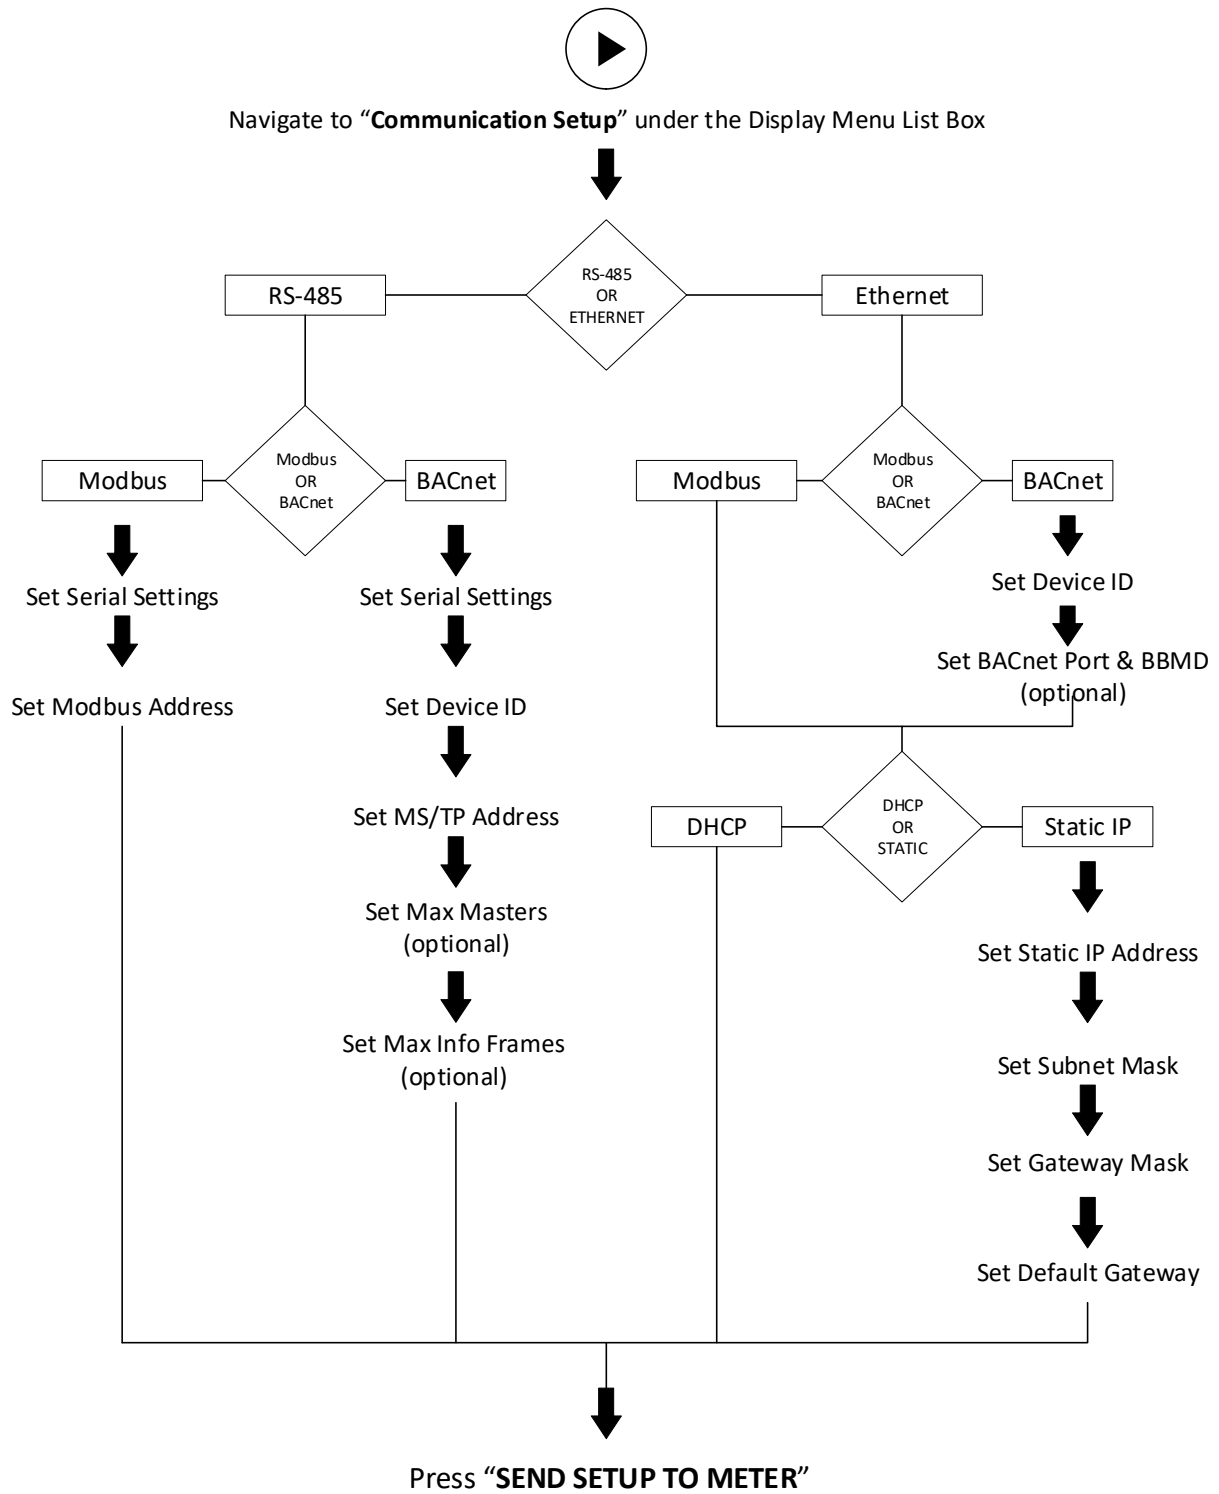 Navigate to “Communication Setup” under the Display Menu List Box
RS-485
OR
ETHERNET
RS-485
Ethernet
Modbus
OR
BACnet
Modbus
BACnet
Set Serial Settings
Set Modbus Address
Set Serial Settings
Set Device ID
Set MS/TP Address
Set Max Masters
(optional)
Set Max Info Frames
(optional)
Modbus
OR
BACnet
Modbus
BACnet
Set Device ID
Set BACnet Port & BBMD
(optional)
DHCP
OR
STATIC
DHCP
Static IP
Set Static IP Address
Set Subnet Mask
Set Gateway Mask
Set Default Gateway
Press “SEND SETUP TO METER”